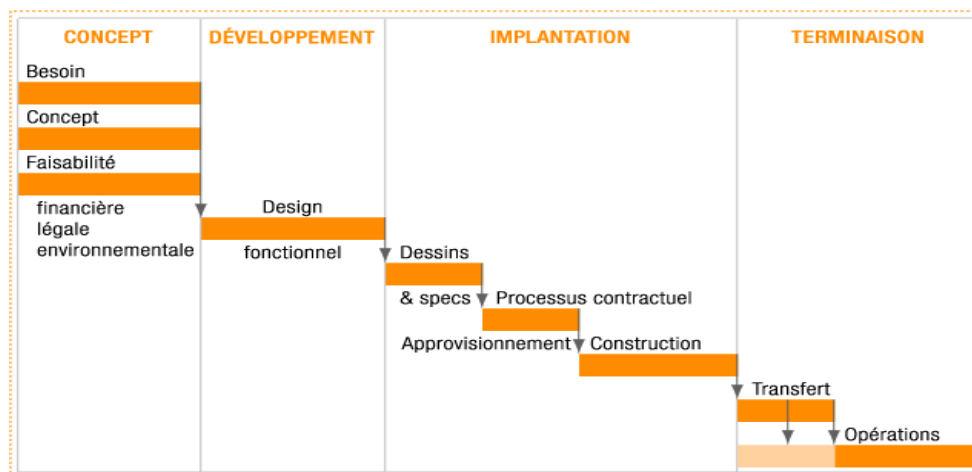 CONCEPT
DÉVELOPPEMENT
IMPLANTATION
TERMINAISON
Besoin
Concept
Faisabilité
financière
légale
environnementale
Design
fonctionnel
Dessins
& specs
Processus contractuel
Approvisionnement
Construction
Transfert
Opérations